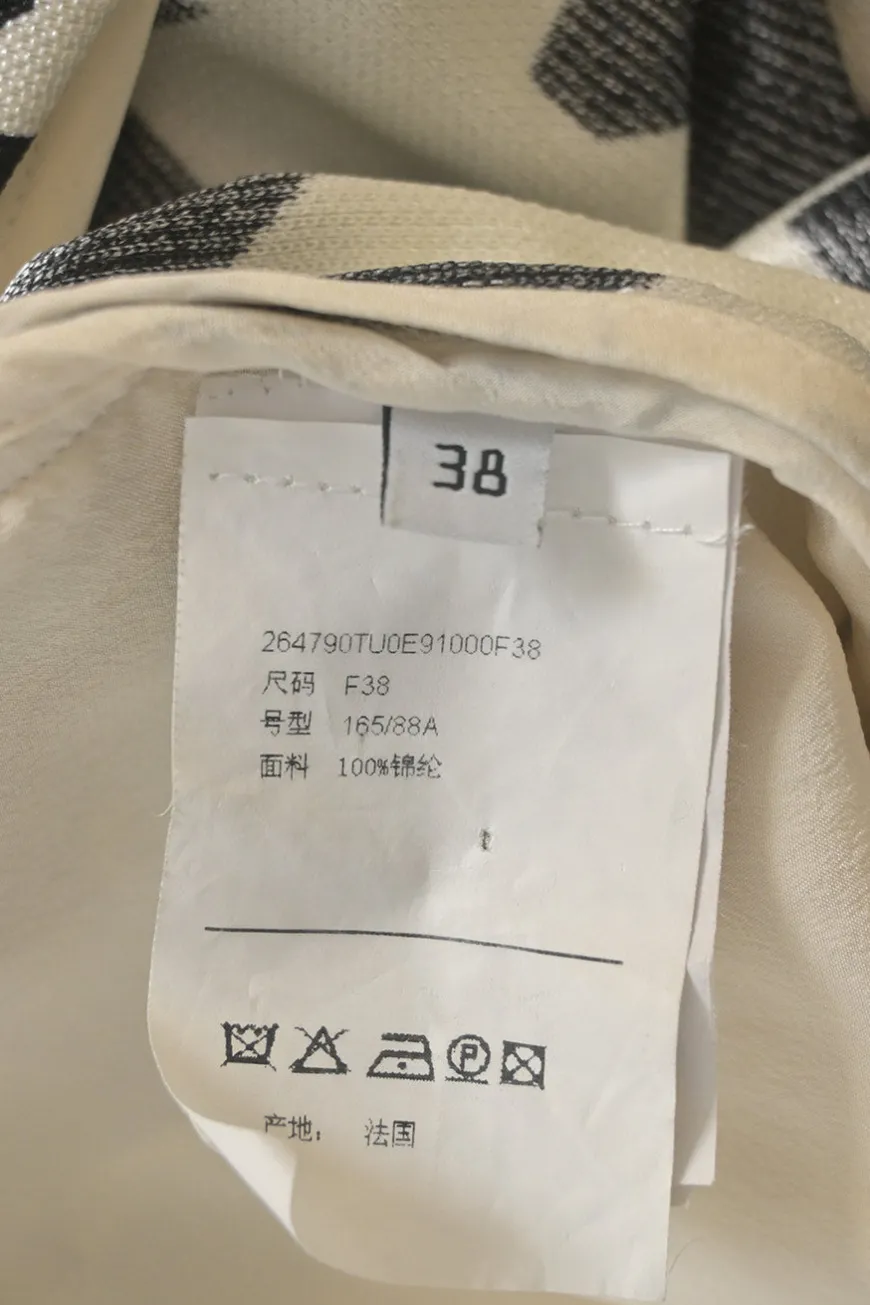 38
264790TU0E91000F38
尺码 F38
号型 165/88A
面料 100%锦纶
P
产地： 法国